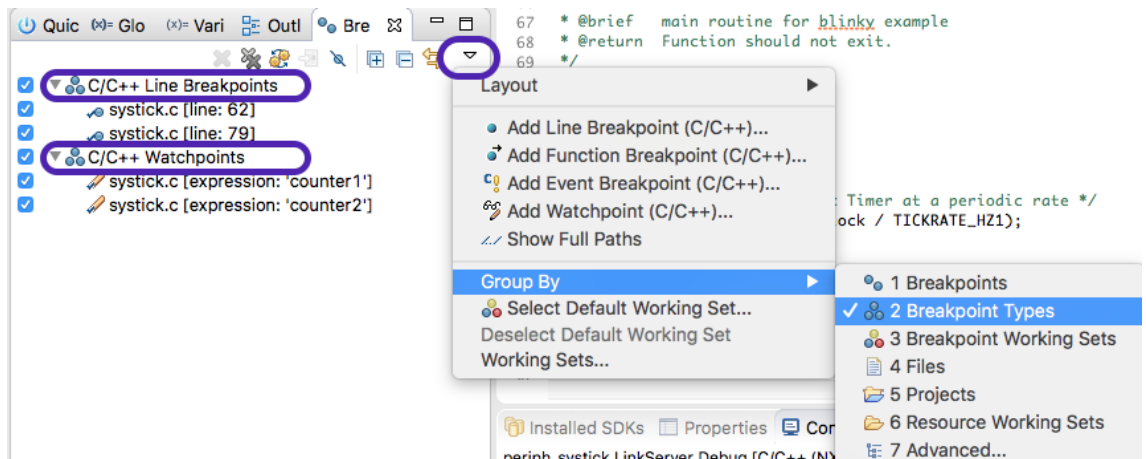 Quic (x)= Glo (x)= Vari Outl Bre
C/C++ Line Breakpoints
systick.c [line: 62]
systick.c [line: 79]
C/C++ Watchpoints
systick.c [expression: 'counter1']
systick.c [expression: 'counter2']
67 * @brief main routine for blinky example
68 * @return Function should not exit.
69 */
Layout
Add Line Breakpoint (C/C++)...
Add Function Breakpoint (C/C++)...
Add Event Breakpoint (C/C++)...
Add Watchpoint (C/C++)...
Show Full Paths
Group By
Select Default Working Set...
Deselect Default Working Set
Working Sets...
Timer at a periodic rate */
ock / TICKRATE_HZ1);
1 Breakpoints
2 Breakpoint Types
3 Breakpoint Working Sets
4 Files
5 Projects
6 Resource Working Sets
7 Advanced...
Installed SDKs Properties Con
periph_systick LinkServer Debug [C/C++ (NX